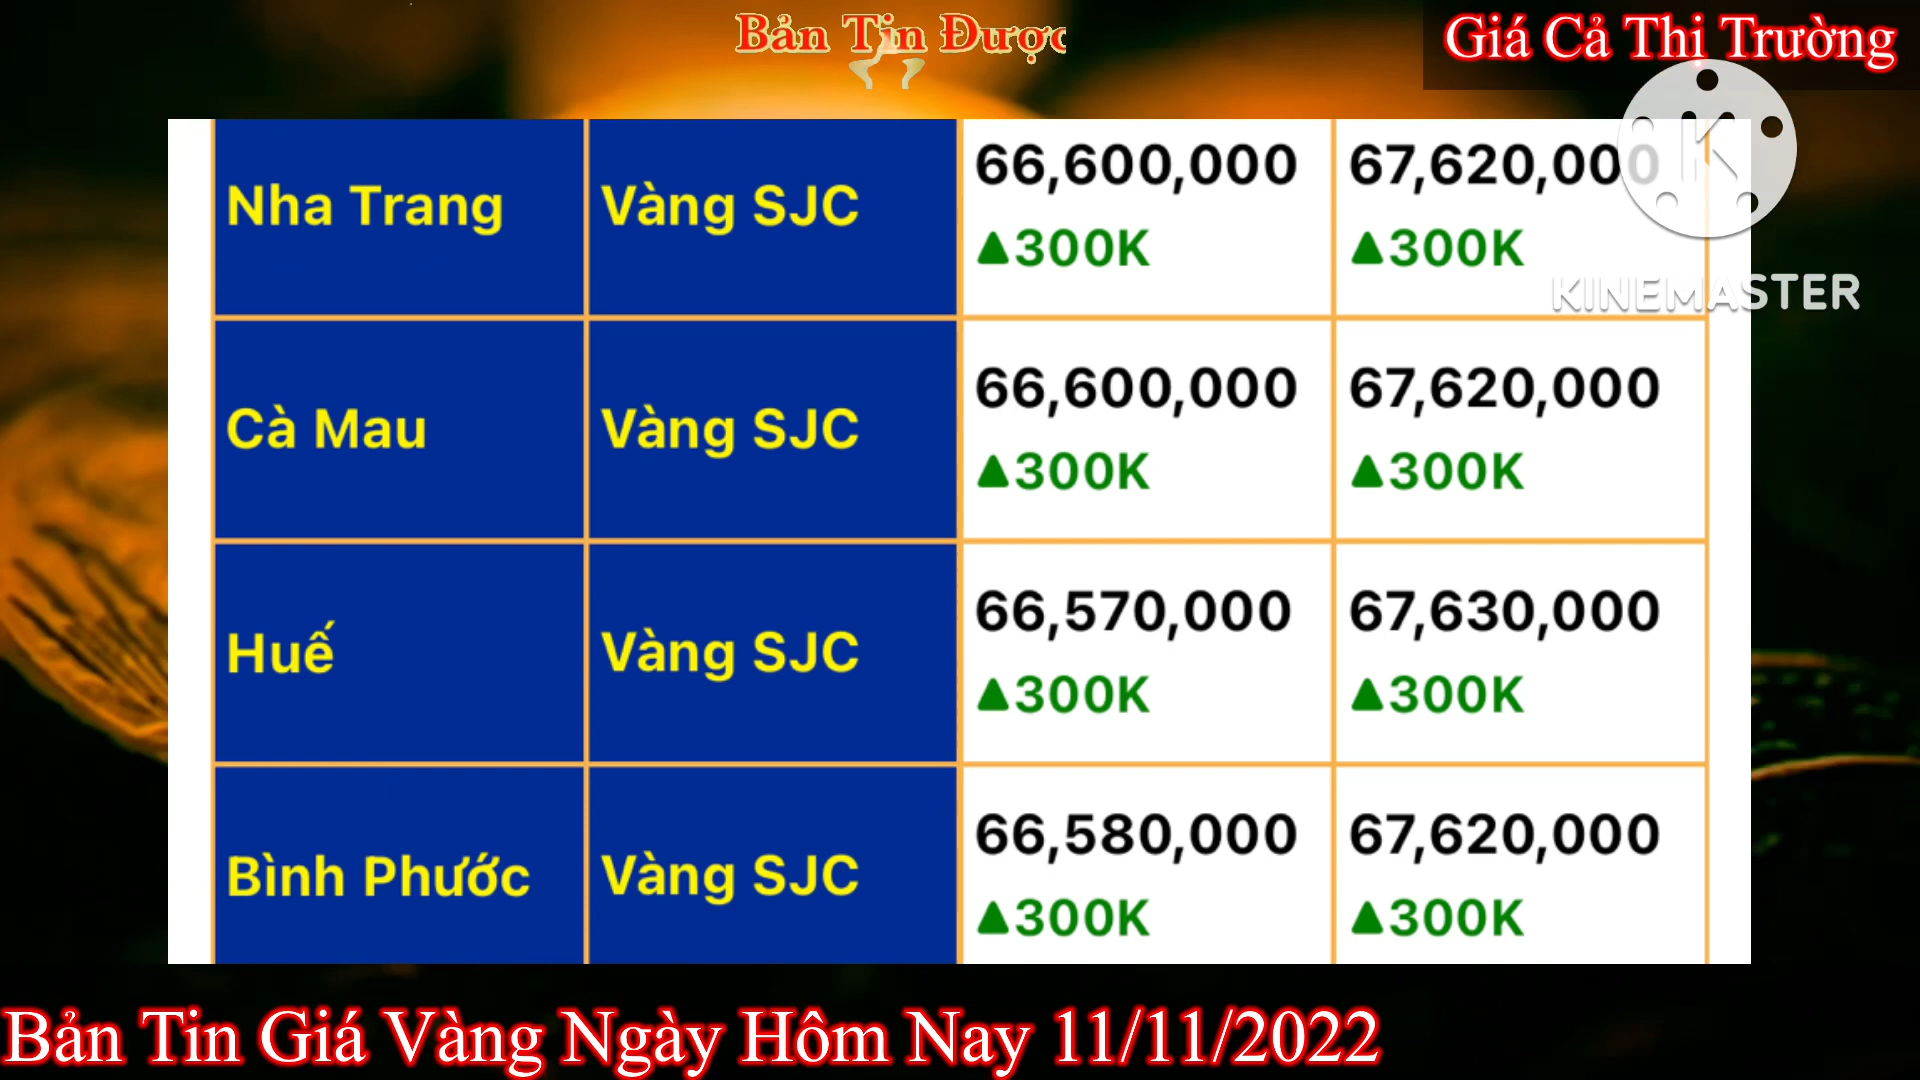 Bản Tin Được
Giá Cả Thị Trường
KINEMASTER
Nha Trang Vàng SJC 66,600,000 67,620,000
▲300K ▲300K
Cà Mau Vàng SJC 66,600,000 67,620,000
▲300K ▲300K
Huế Vàng SJC 66,570,000 67,630,000
▲300K ▲300K
Bình Phước Vàng SJC 66,580,000 67,620,000
▲300K ▲300K
Bản Tin Giá Vàng Ngày Hôm Nay 11/11/2022